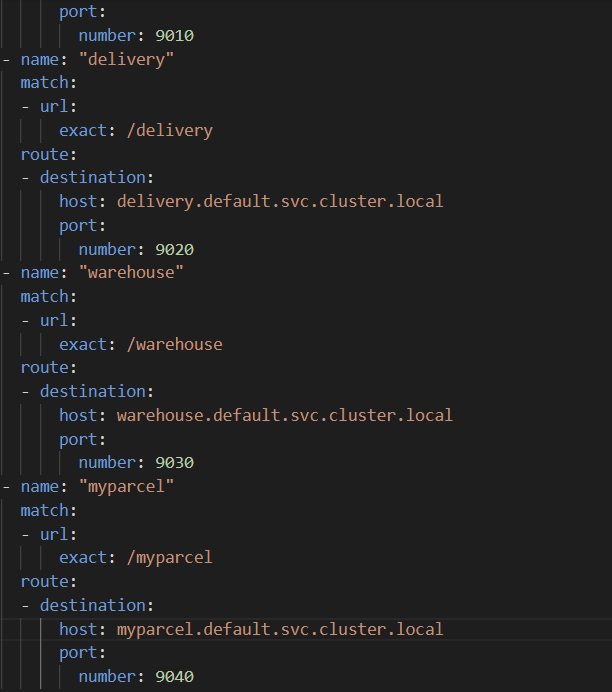 port:
number: 9010
- name: "delivery"
match:
- url:
exact: /delivery
route:
- destination:
host: delivery.default.svc.cluster.local
port:
number: 9020
- name: "warehouse"
match:
- url:
exact: /warehouse
route:
- destination:
host: warehouse.default.svc.cluster.local
port:
number: 9030
- name: "myparcel"
match:
- url:
exact: /myparcel
route:
- destination:
host: myparcel.default.svc.cluster.local
port:
number: 9040